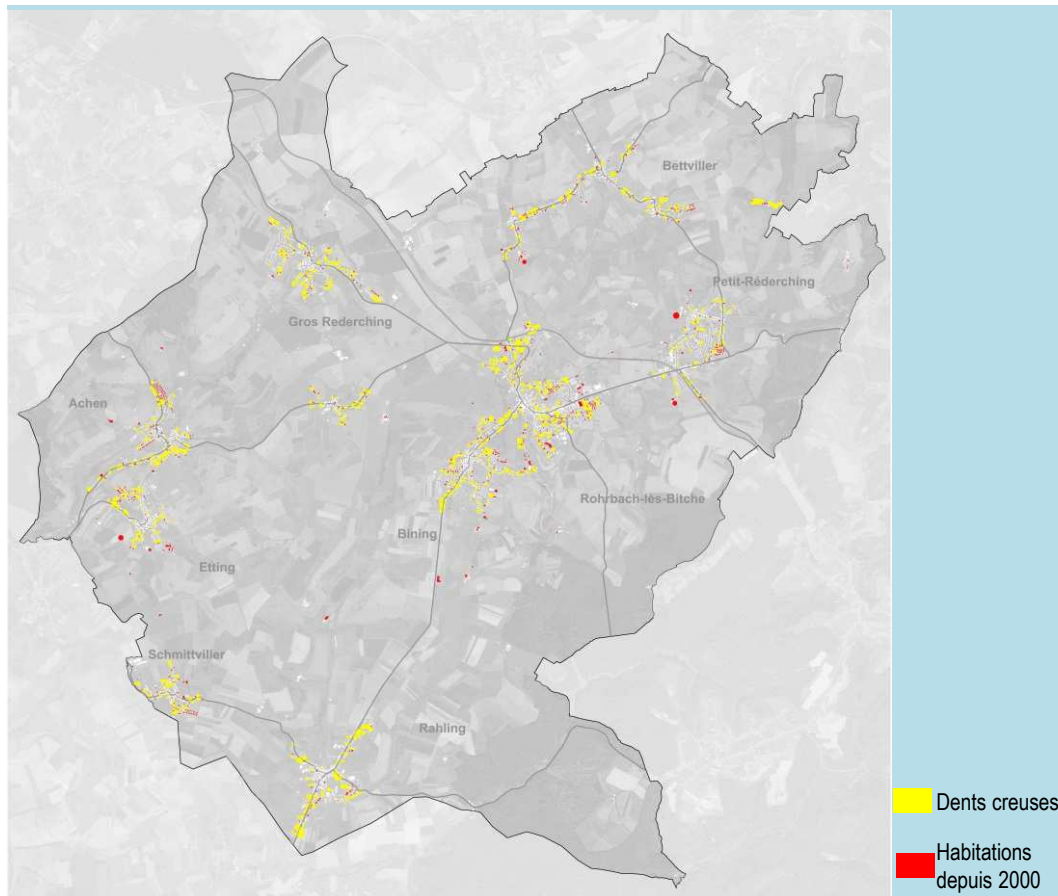 Bettviller
Petit-Réderching
Gros Rederching
Achen
Rohrbach-lès-Bitche
Bining
Etting
Schmittviller
Rahling
Dents creuses
Habitations
depuis 2000